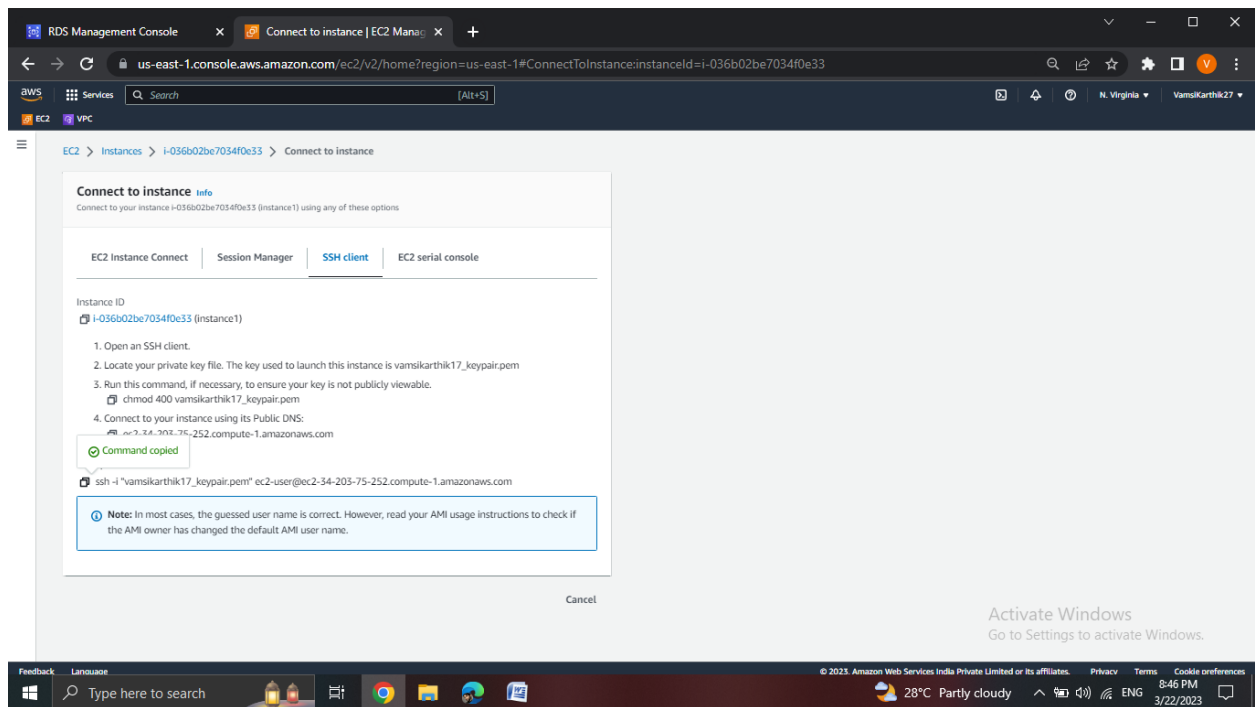 RDS Management Console
Connect to instance | EC2 Manag
us-east-1.console.aws.amazon.com/ec2/v2/home?region=us-east-1#ConnectToInstance:instanceId=i-036b02be7034f0e33
V
aws
Services
Search
[Alt+S]
N. Virginia
VamsiKarthik27
EC2
VPC
EC2 > Instances > i-036b02be7034f0e33 > Connect to instance
Connect to instance Info
Connect to your instance i-036b02be7034f0e33 (instance1) using any of these options
EC2 Instance Connect
Session Manager
SSH client
EC2 serial console
Instance ID
i-036b02be7034f0e33 (instance1)
1. Open an SSH client.
2. Locate your private key file. The key used to launch this instance is vamsikarthik17_keypair.pem
3. Run this command, if necessary, to ensure your key is not publicly viewable.
chmod 400 vamsikarthik17_keypair.pem
4. Connect to your instance using its Public DNS:
ec2-34-203-75-252.compute-1.amazonaws.com
Command copied
ssh -i "vamsikarthik17_keypair.pem" ec2-user@ec2-34-203-75-252.compute-1.amazonaws.com
Note: In most cases, the guessed user name is correct. However, read your AMI usage instructions to check if
the AMI owner has changed the default AMI user name.
Cancel
Activate Windows
Go to Settings to activate Windows.
Feedback
Language
© 2023, Amazon Web Services India Private Limited or its affiliates.
Privacy
Terms
Cookie preferences
Type here to search
28°C Partly cloudy
ENG
8:46 PM
3/22/2023